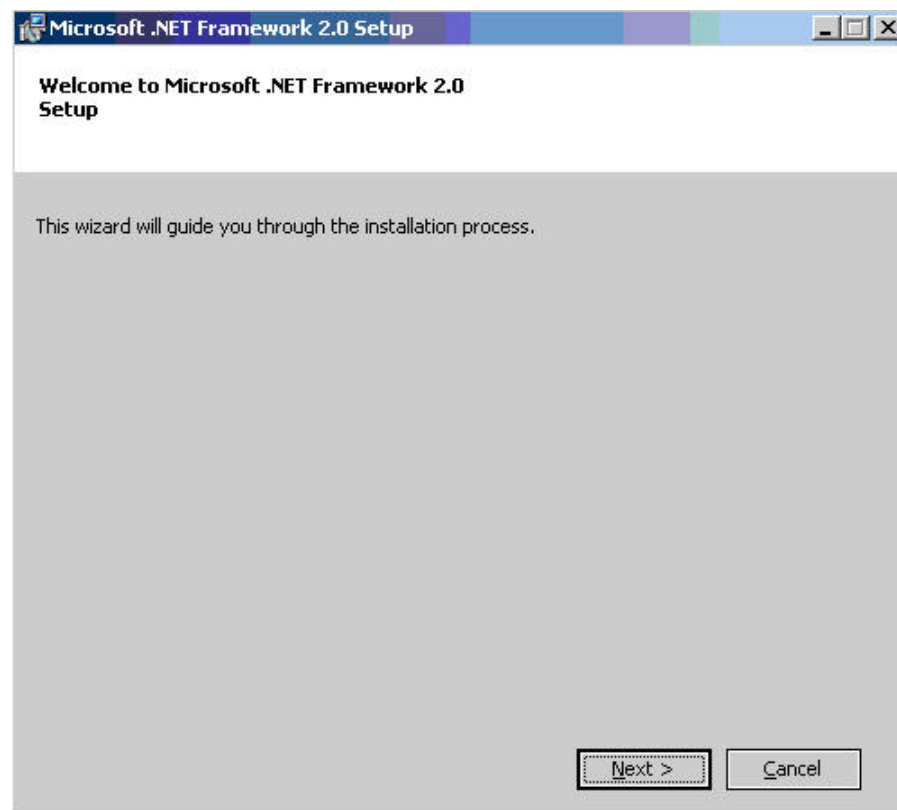 Microsoft .NET Framework 2.0 Setup
Welcome to Microsoft .NET Framework 2.0
Setup
This wizard will guide you through the installation process.
Next >
Cancel